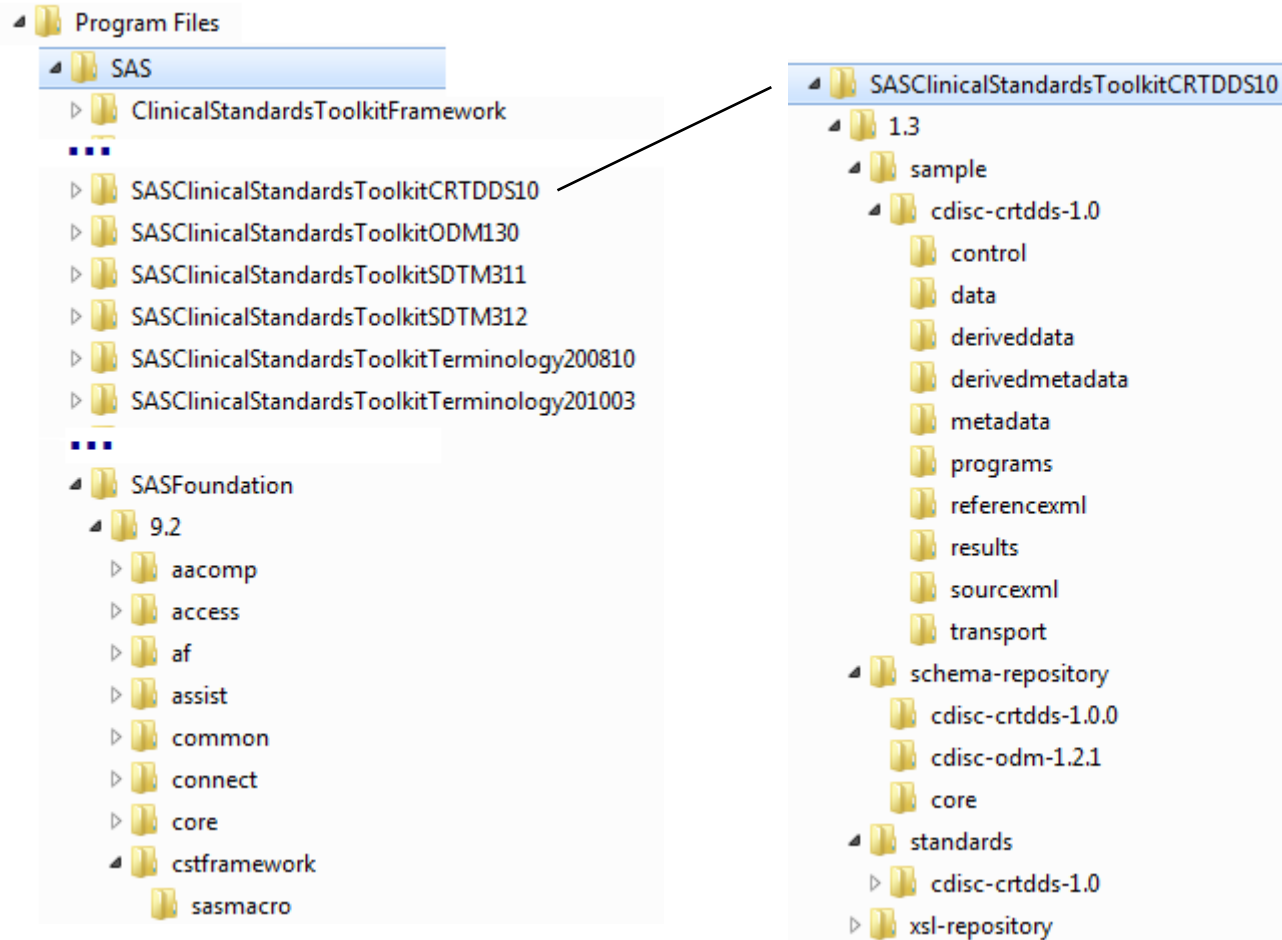 Program Files
SAS
ClinicalStandardsToolkitFramework
...
SASClinicalStandardsToolkitCRTDDS10
SASClinicalStandardsToolkitODM130
SASClinicalStandardsToolkitSDTM311
SASClinicalStandardsToolkitSDTM312
SASClinicalStandardsToolkitTerminology200810
SASClinicalStandardsToolkitTerminology201003
...
SASFoundation
9.2
aacomp
access
af
assist
common
connect
core
cstframework
sasmacro
SASClinicalStandardsToolkitCRTDDS10
1.3
sample
cdisc-crtdds-1.0
control
data
deriveddata
derivedmetadata
metadata
programs
referencexml
results
sourcexml
transport
schema-repository
cdisc-crtdds-1.0.0
cdisc-odm-1.2.1
core
standards
cdisc-crtdds-1.0
xsl-repository